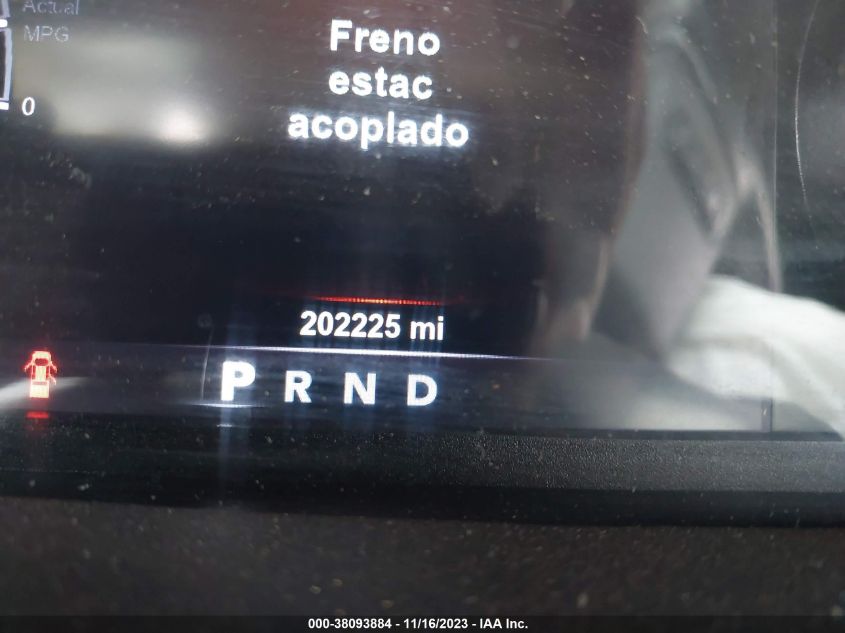 Actual
MPG
0
Freno
estac
acoplado
202225 mi
P R N D
000-38093884 - 11/16/2023 - IAA Inc.